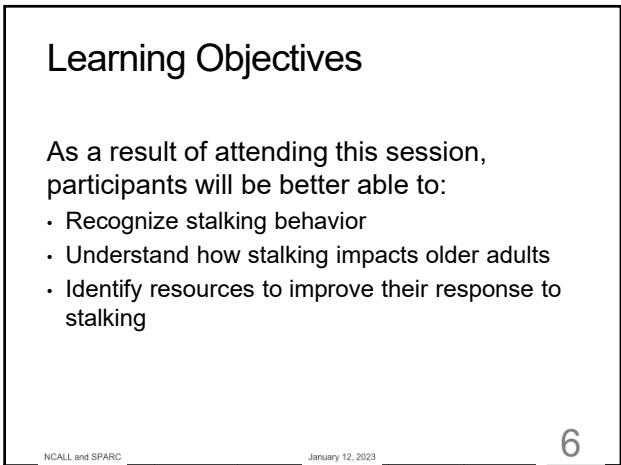 Learning Objectives
As a result of attending this session,
participants will be better able to:
• Recognize stalking behavior
• Understand how stalking impacts older adults
• Identify resources to improve their response to
stalking
NCALL and SPARC
January 12, 2023
6